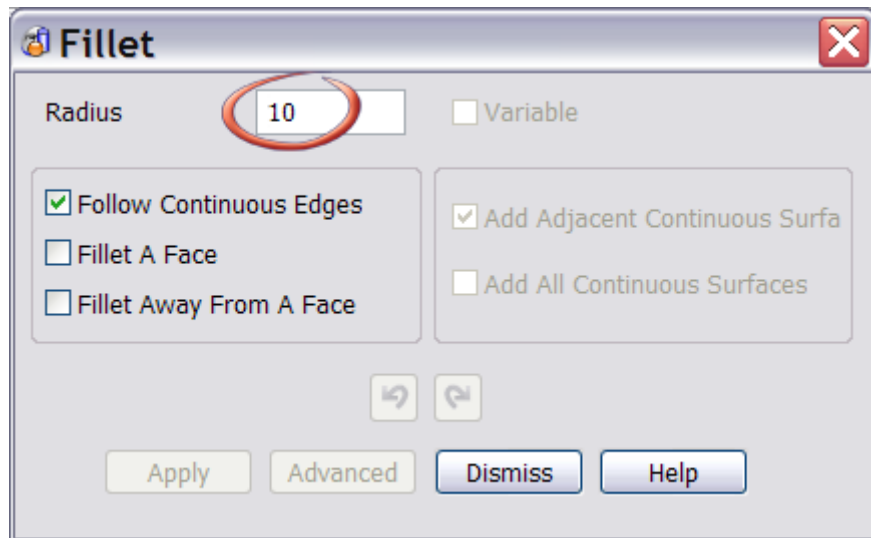 Fillet
Radius 10 Variable
Follow Continuous Edges
Fillet A Face
Fillet Away From A Face
Add Adjacent Continuous Surfa
Add All Continuous Surfaces
Apply Advanced Dismiss Help